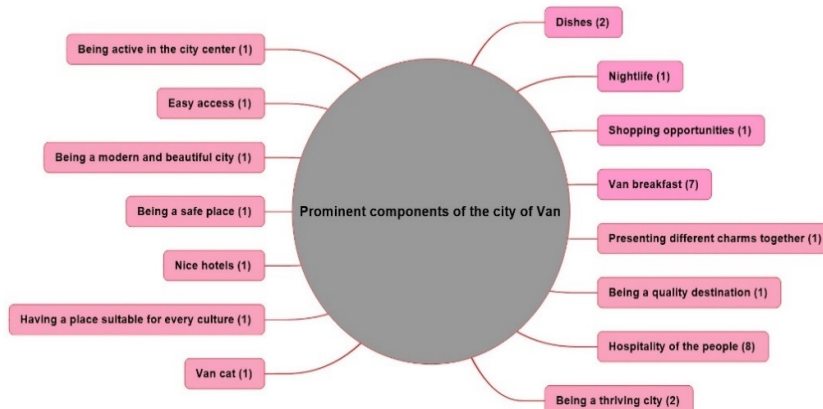 Being active in the city center (1)
Easy access (1)
Being a modern and beautiful city (1)
Being a safe place (1)
Nice hotels (1)
Having a place suitable for every culture (1)
Van cat (1)
Prominent components of the city of Van
Dishes (2)
Nightlife (1)
Shopping opportunities (1)
Van breakfast (7)
Presenting different charms together (1)
Being a quality destination (1)
Hospitality of the people (8)
Being a thriving city (2)